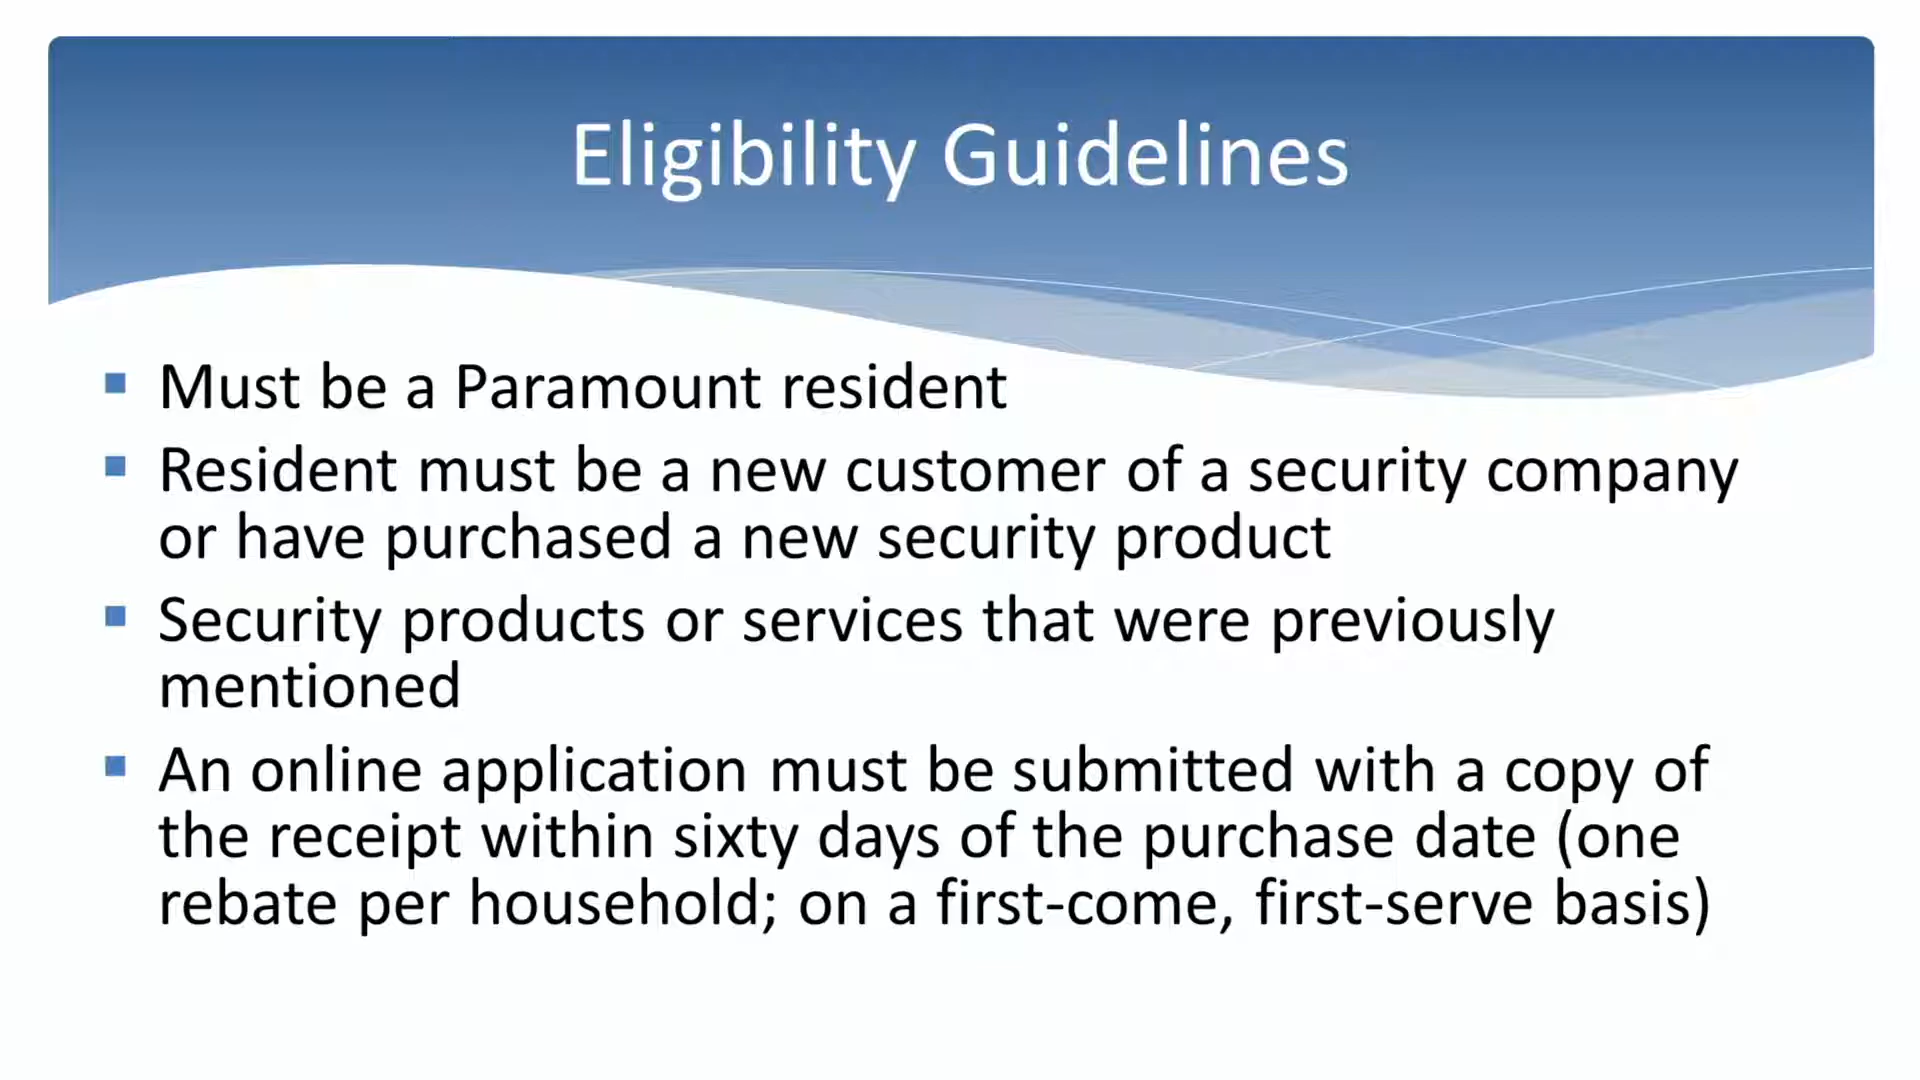 Eligibility Guidelines
Must be a Paramount resident
Resident must be a new customer of a security company
or have purchased a new security product
Security products or services that were previously
mentioned
An online application must be submitted with a copy of
the receipt within sixty days of the purchase date (one
rebate per household; on a first-come, first-serve basis)